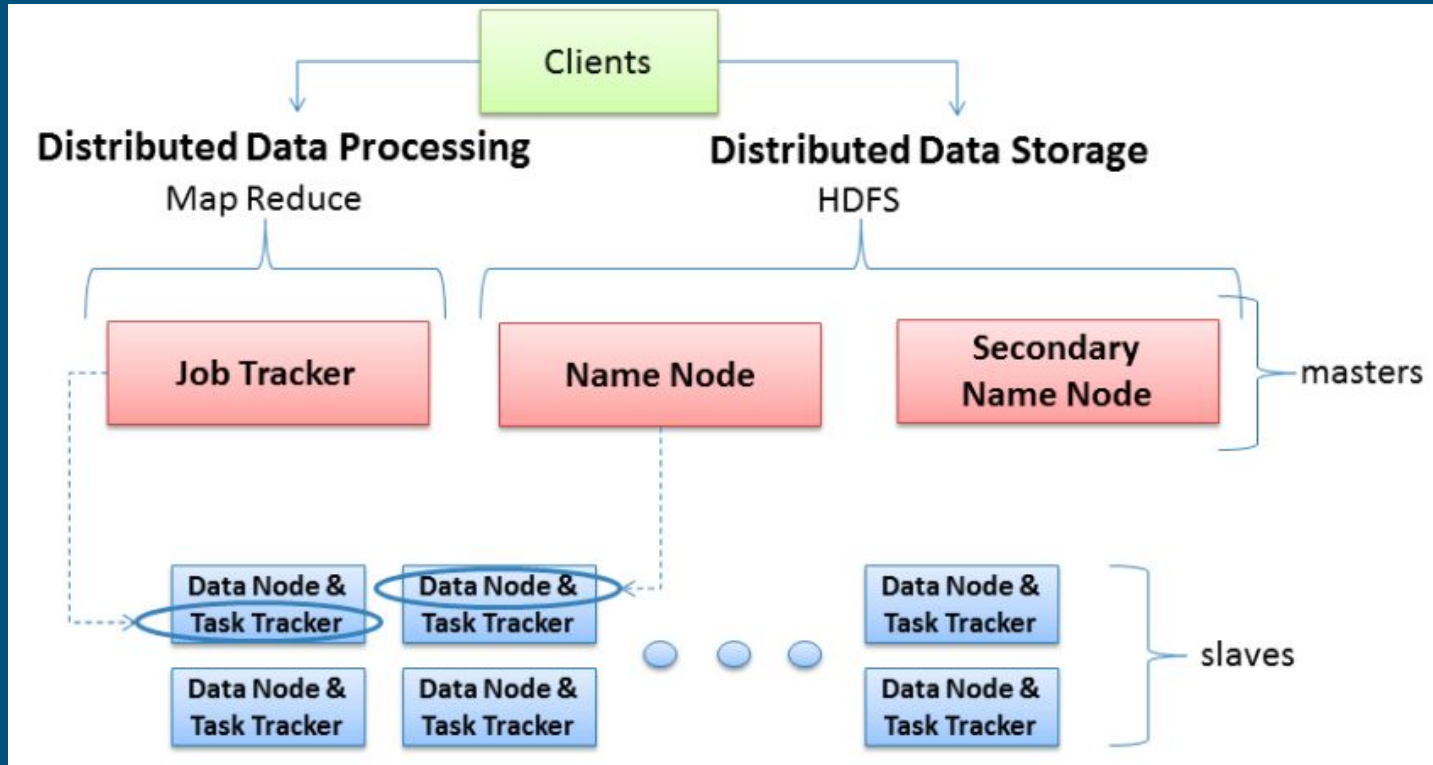 Clients
Distributed Data Processing
Map Reduce
Distributed Data Storage
HDFS
Job Tracker
Name Node
Secondary
Name Node
masters
Data Node &
Task Tracker
Data Node &
Task Tracker
Data Node &
Task Tracker
Data Node &
Task Tracker
Data Node &
Task Tracker
Data Node &
Task Tracker
slaves